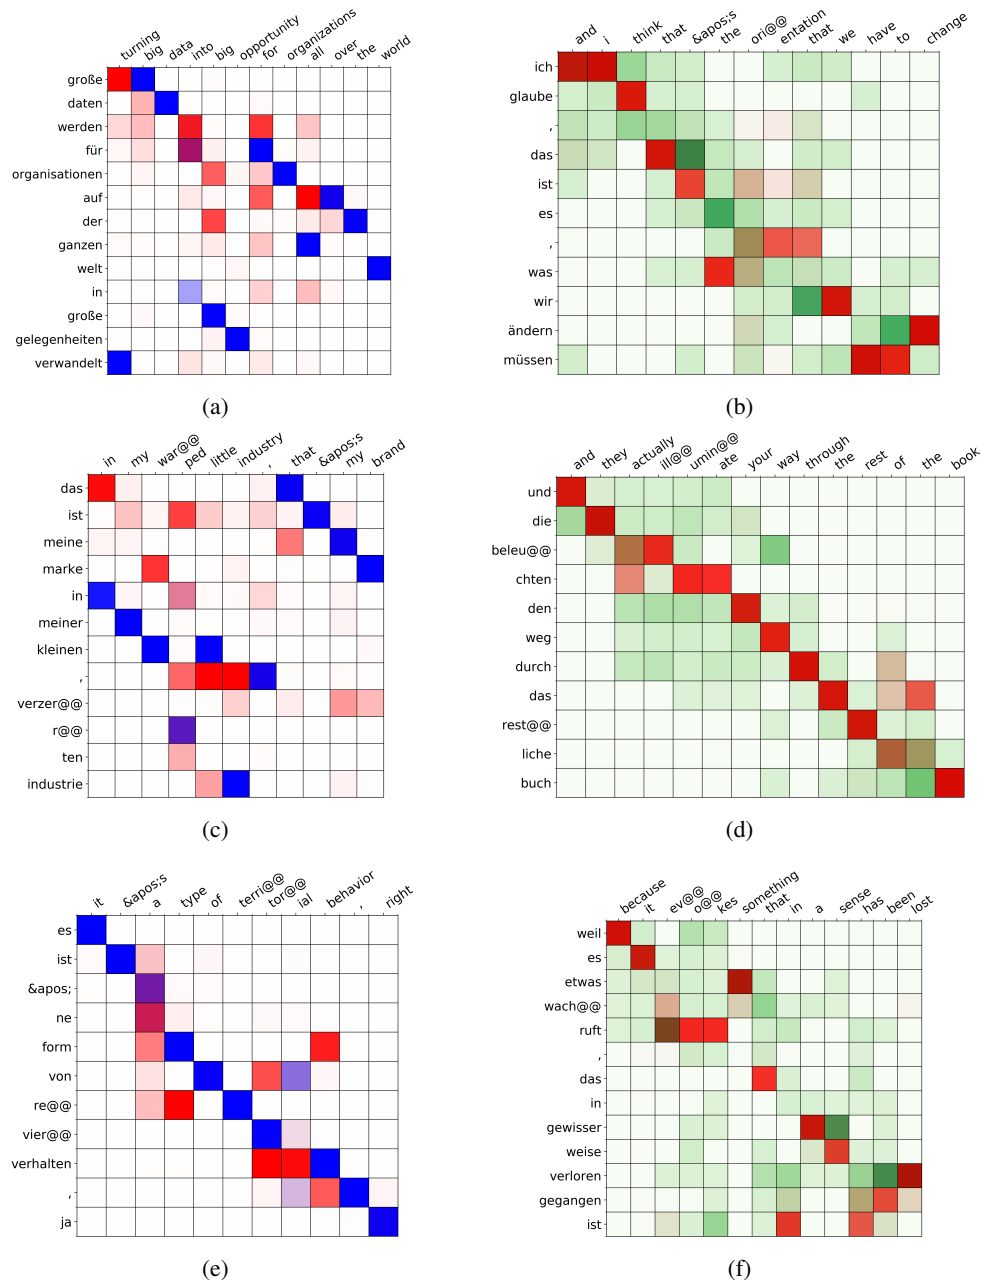 turning big data into big opportunity for organizations all over the world
große
daten
werden
für
organisationen
auf
der
ganzen
welt
in
große
gelegenheiten
verwandelt
(a)
and i think that &apos;s the ori@@ entation that we have to change
ich
glaube
,
das
ist
es
,
was
wir
ändern
müssen
(b)
in my war@@ ped little industry , that &apos;s my brand
das
ist
meine
marke
in
meiner
kleinen
,
verzer@@
r@@
ten
industrie
(c)
and they actually ill@@ umin@@ ate your way through the rest of the book
und
die
beleu@@
chten
den
weg
durch
das
rest@@
liche
buch
(d)
it &apos;s a type of terri@@ tor@@ ial behavior , right
es
ist
&apos;
ne
form
von
re@@
vier@@
verhalten
,
ja
(e)
because it ev@@ o@@ kes something that in a sense has been lost
weil
es
etwas
wach@@
ruft
,
das
in
gewisser
weise
verloren
gegangen
ist
(f)